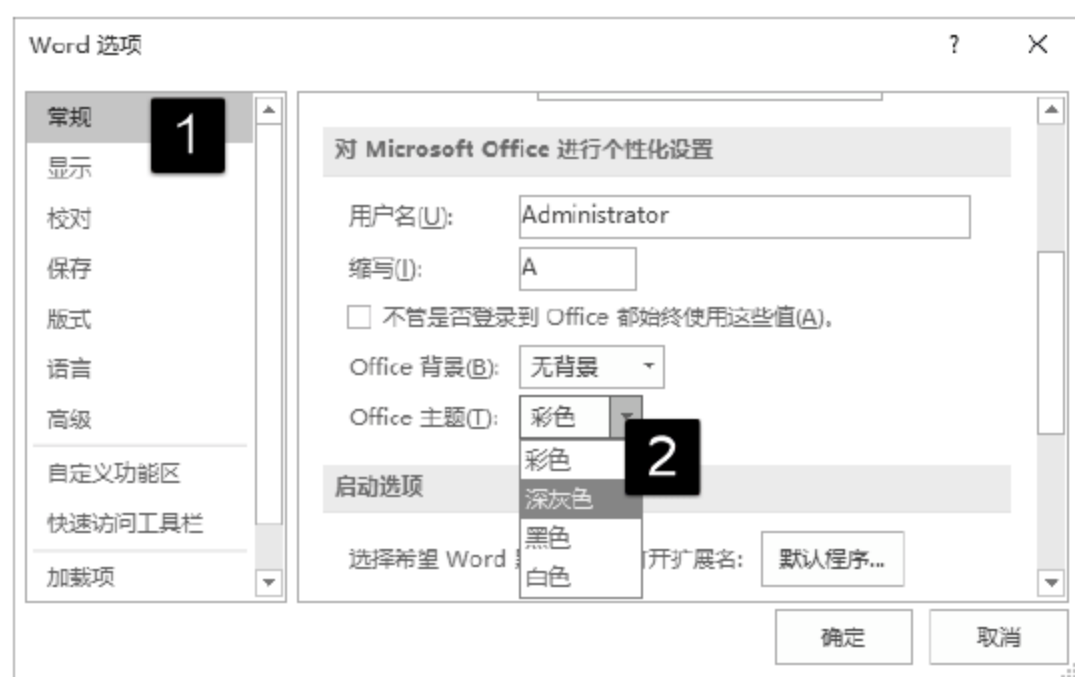 Word 选项 ? ×
常规
1
显示
校对
保存
版式
语言
高级
自定义功能区
快速访问工具栏
加载项
对 Microsoft Office 进行个性化设置
用户名(U): Administrator
缩写(I): A
不管是否登录到 Office 都始终使用这些值(A)。
Office 背景(B): 无背景
Office 主题(T): 彩色
2
彩色
深灰色
黑色
白色
启动选项
选择希望 Word 开扩展名: 默认程序...
确定 取消